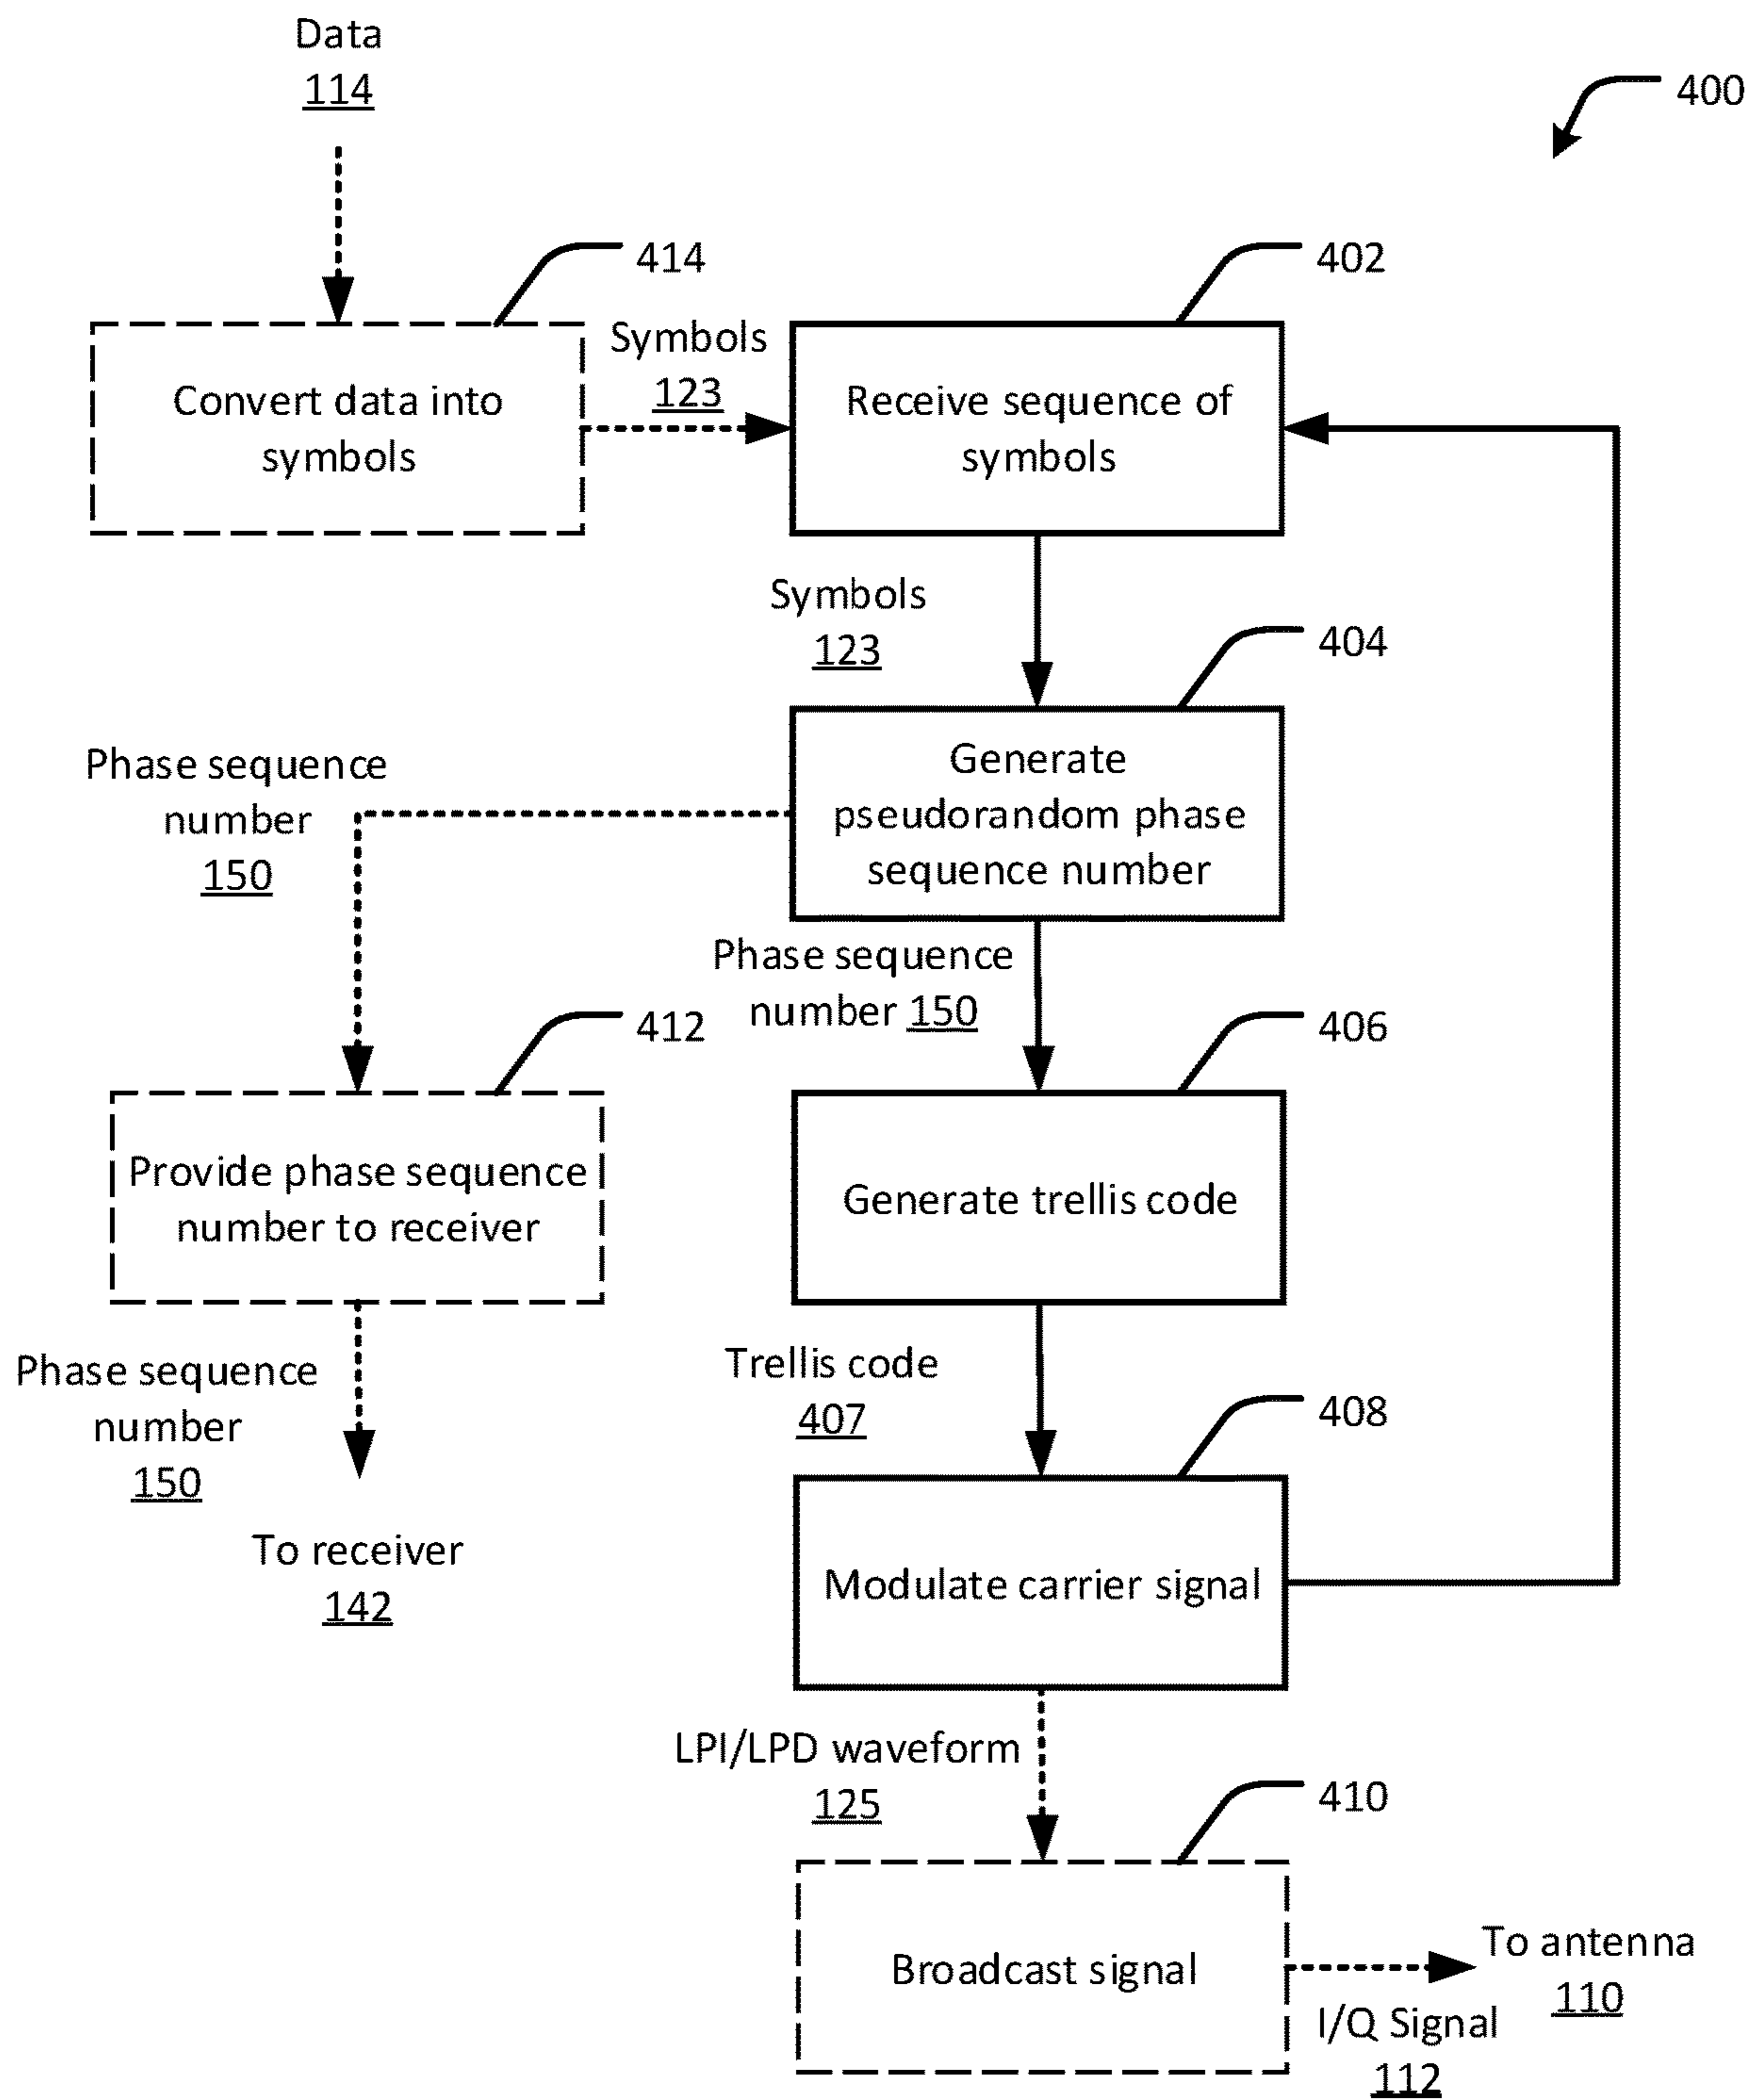 Data
114
400
414
402
Symbols
123
Convert data into
symbols
Receive sequence of
symbols
Symbols
123
404
Phase sequence
number
150
Generate
pseudorandom phase
sequence number
Phase sequence
number 150
412
406
Provide phase sequence
number to receiver
Generate trellis code
Phase sequence
number
150
Trellis code
407
408
To receiver
142
Modulate carrier signal
LPI/LPD waveform
125
410
Broadcast signal
To antenna
110
I/Q Signal
112